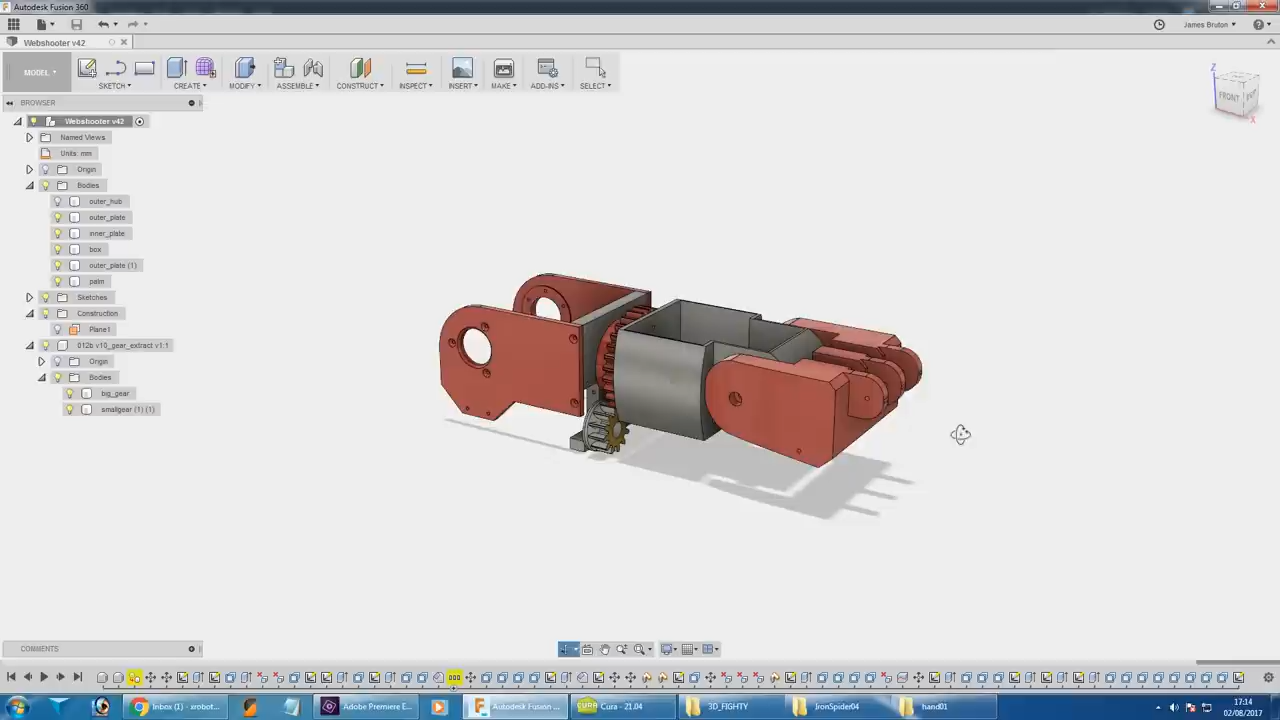 Autodesk Fusion 360
James Bruton
Webshooter v42
MODEL
SKETCH
CREATE
MODIFY
ASSEMBLE
CONSTRUCT
INSPECT
INSERT
MAKE
ADD-INS
SELECT
Z
FRONT
X
BROWSER
Webshooter v42
Named Views
Units: mm
Origin
Bodies
outer_hub
outer_plate
inner_plate
box
outer_plate (1)
palm
Sketches
Construction
Plane1
012b v10_gear_extract v1:1
Origin
Bodies
big_gear
smallgear (1) (1)
COMMENTS
Inbox (1) - xrobot...
Adobe Premiere E...
Autodesk Fusion ...
Cura - 21.04
3D_FIGHTY
IronSpider04
hand01
17:14
02/08/2017